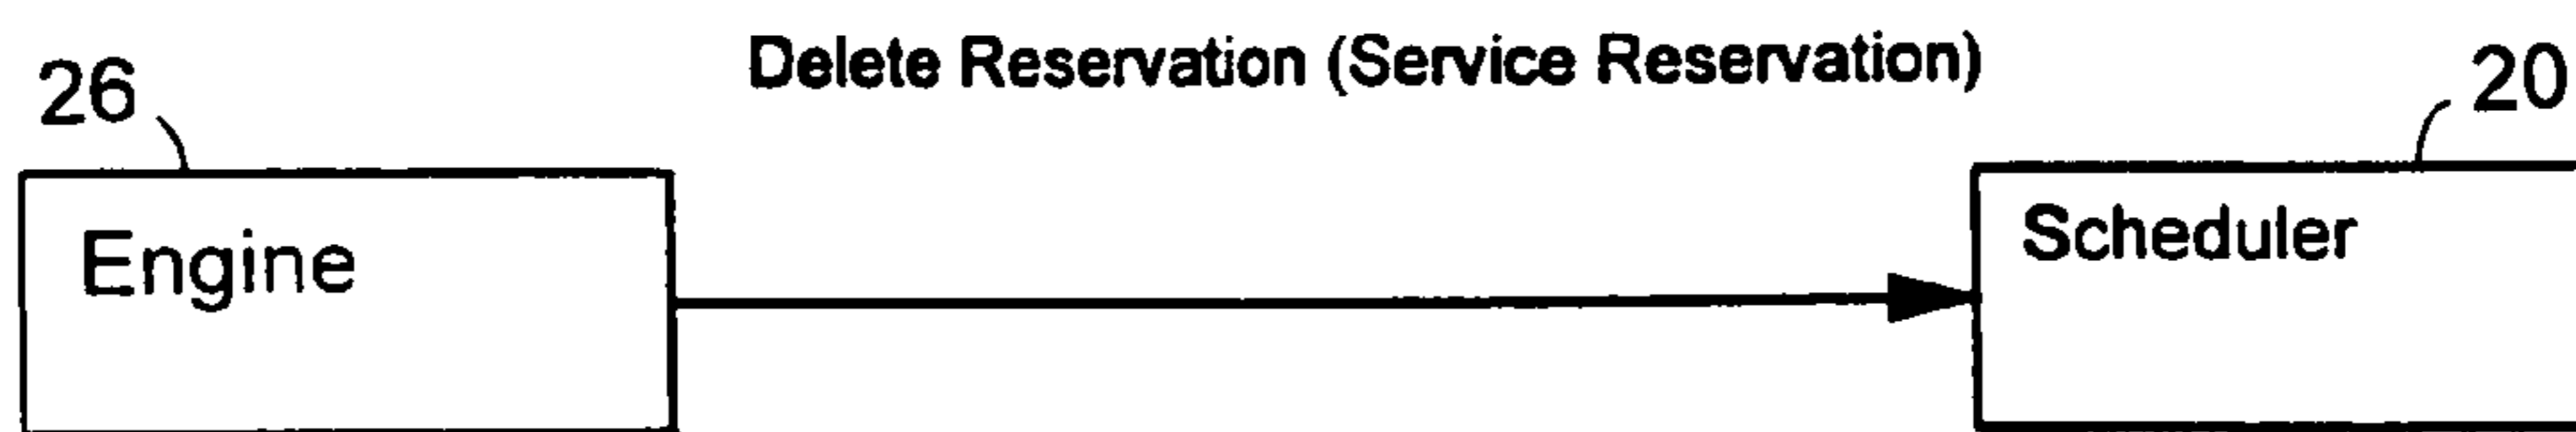 Delete Reservation (Service Reservation)
26
20
Engine
Scheduler